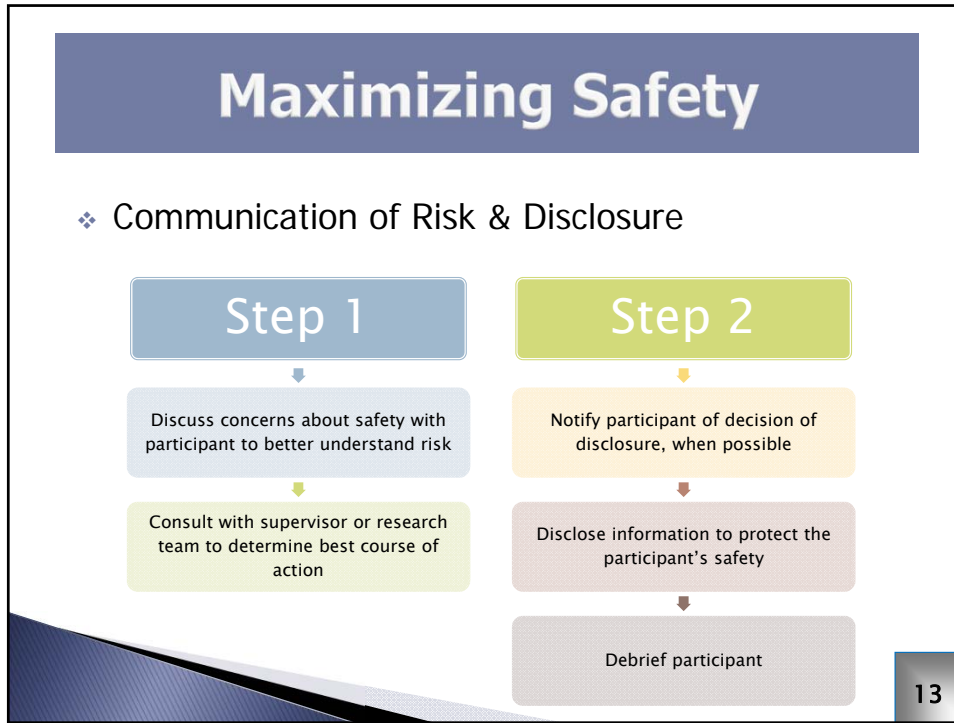 Maximizing Safety
❖ Communication of Risk & Disclosure
Step 1
Discuss concerns about safety with
participant to better understand risk
Consult with supervisor or research
team to determine best course of
action
Step 2
Notify participant of decision of
disclosure, when possible
Disclose information to protect the
participant's safety
Debrief participant
13